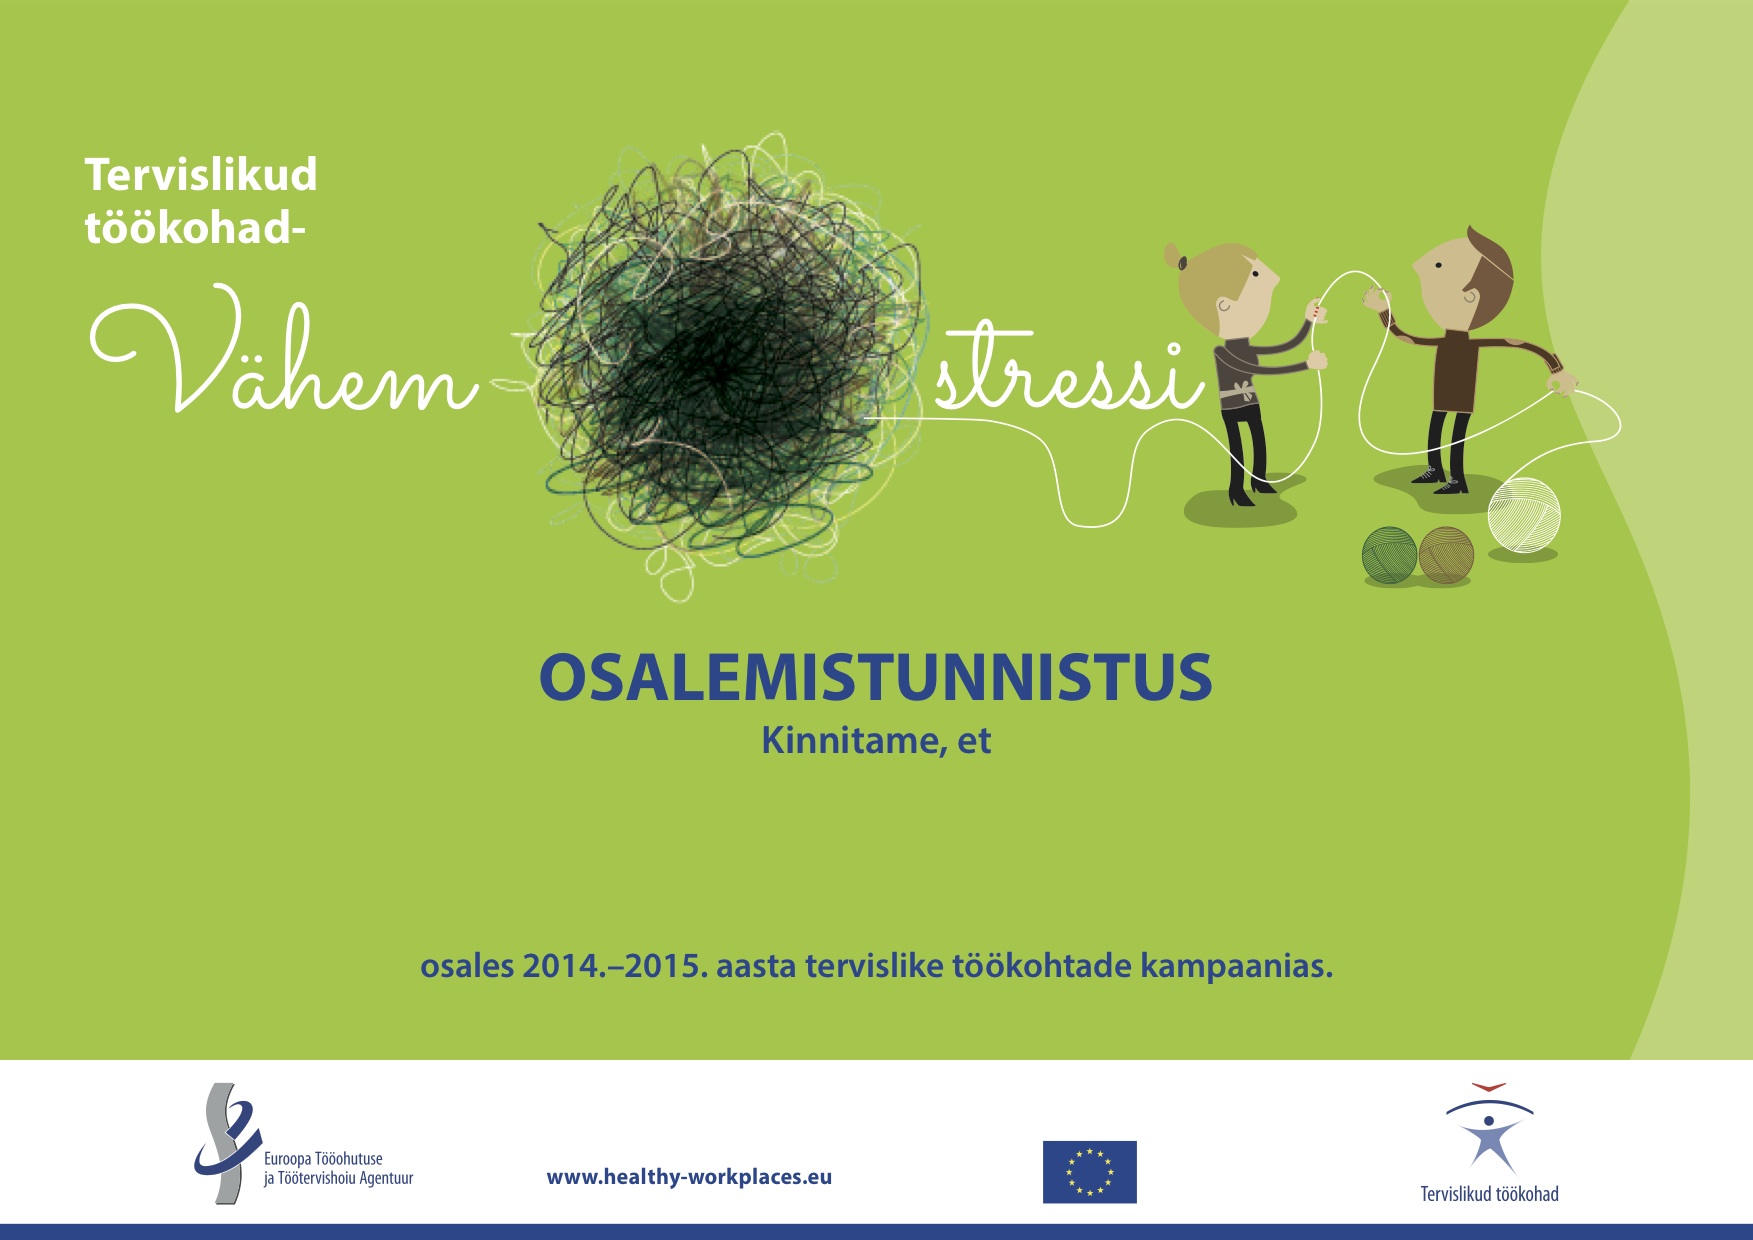 Tervislikud
töökohad-
Vähem stressi
OSALEMISTUNNISTUS
Kinnitame, et
osales 2014.–2015. aasta tervislike töökohtade kampaanias.
Euroopa Tööohutuse
ja Töötervishoiu Agentuur
www.healthy-workplaces.eu
Tervislikud töökohad